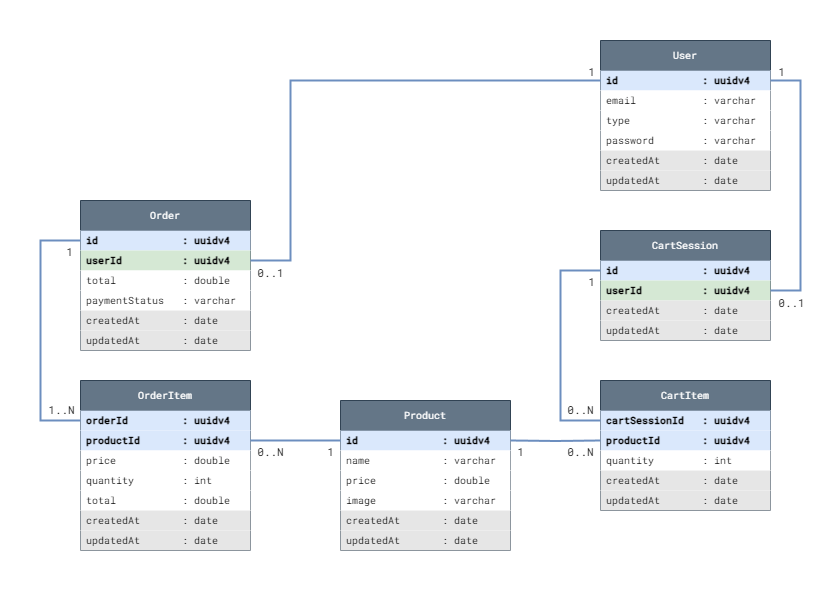 User
1
id : uuidv4
1
email : varchar
type : varchar
password : varchar
createdAt : date
updatedAt : date
Order
id : uuidv4
1
userId : uuidv4
0..1
total : double
paymentStatus : varchar
createdAt : date
updatedAt : date
CartSession
id : uuidv4
1
userId : uuidv4
0..1
createdAt : date
updatedAt : date
OrderItem
1..N
orderId : uuidv4
productId : uuidv4
0..N
price : double
quantity : int
total : double
createdAt : date
updatedAt : date
Product
1
id : uuidv4
1
name : varchar
price : double
image : varchar
createdAt : date
updatedAt : date
CartItem
0..N
cartSessionId : uuidv4
productId : uuidv4
0..N
quantity : int
createdAt : date
updatedAt : date